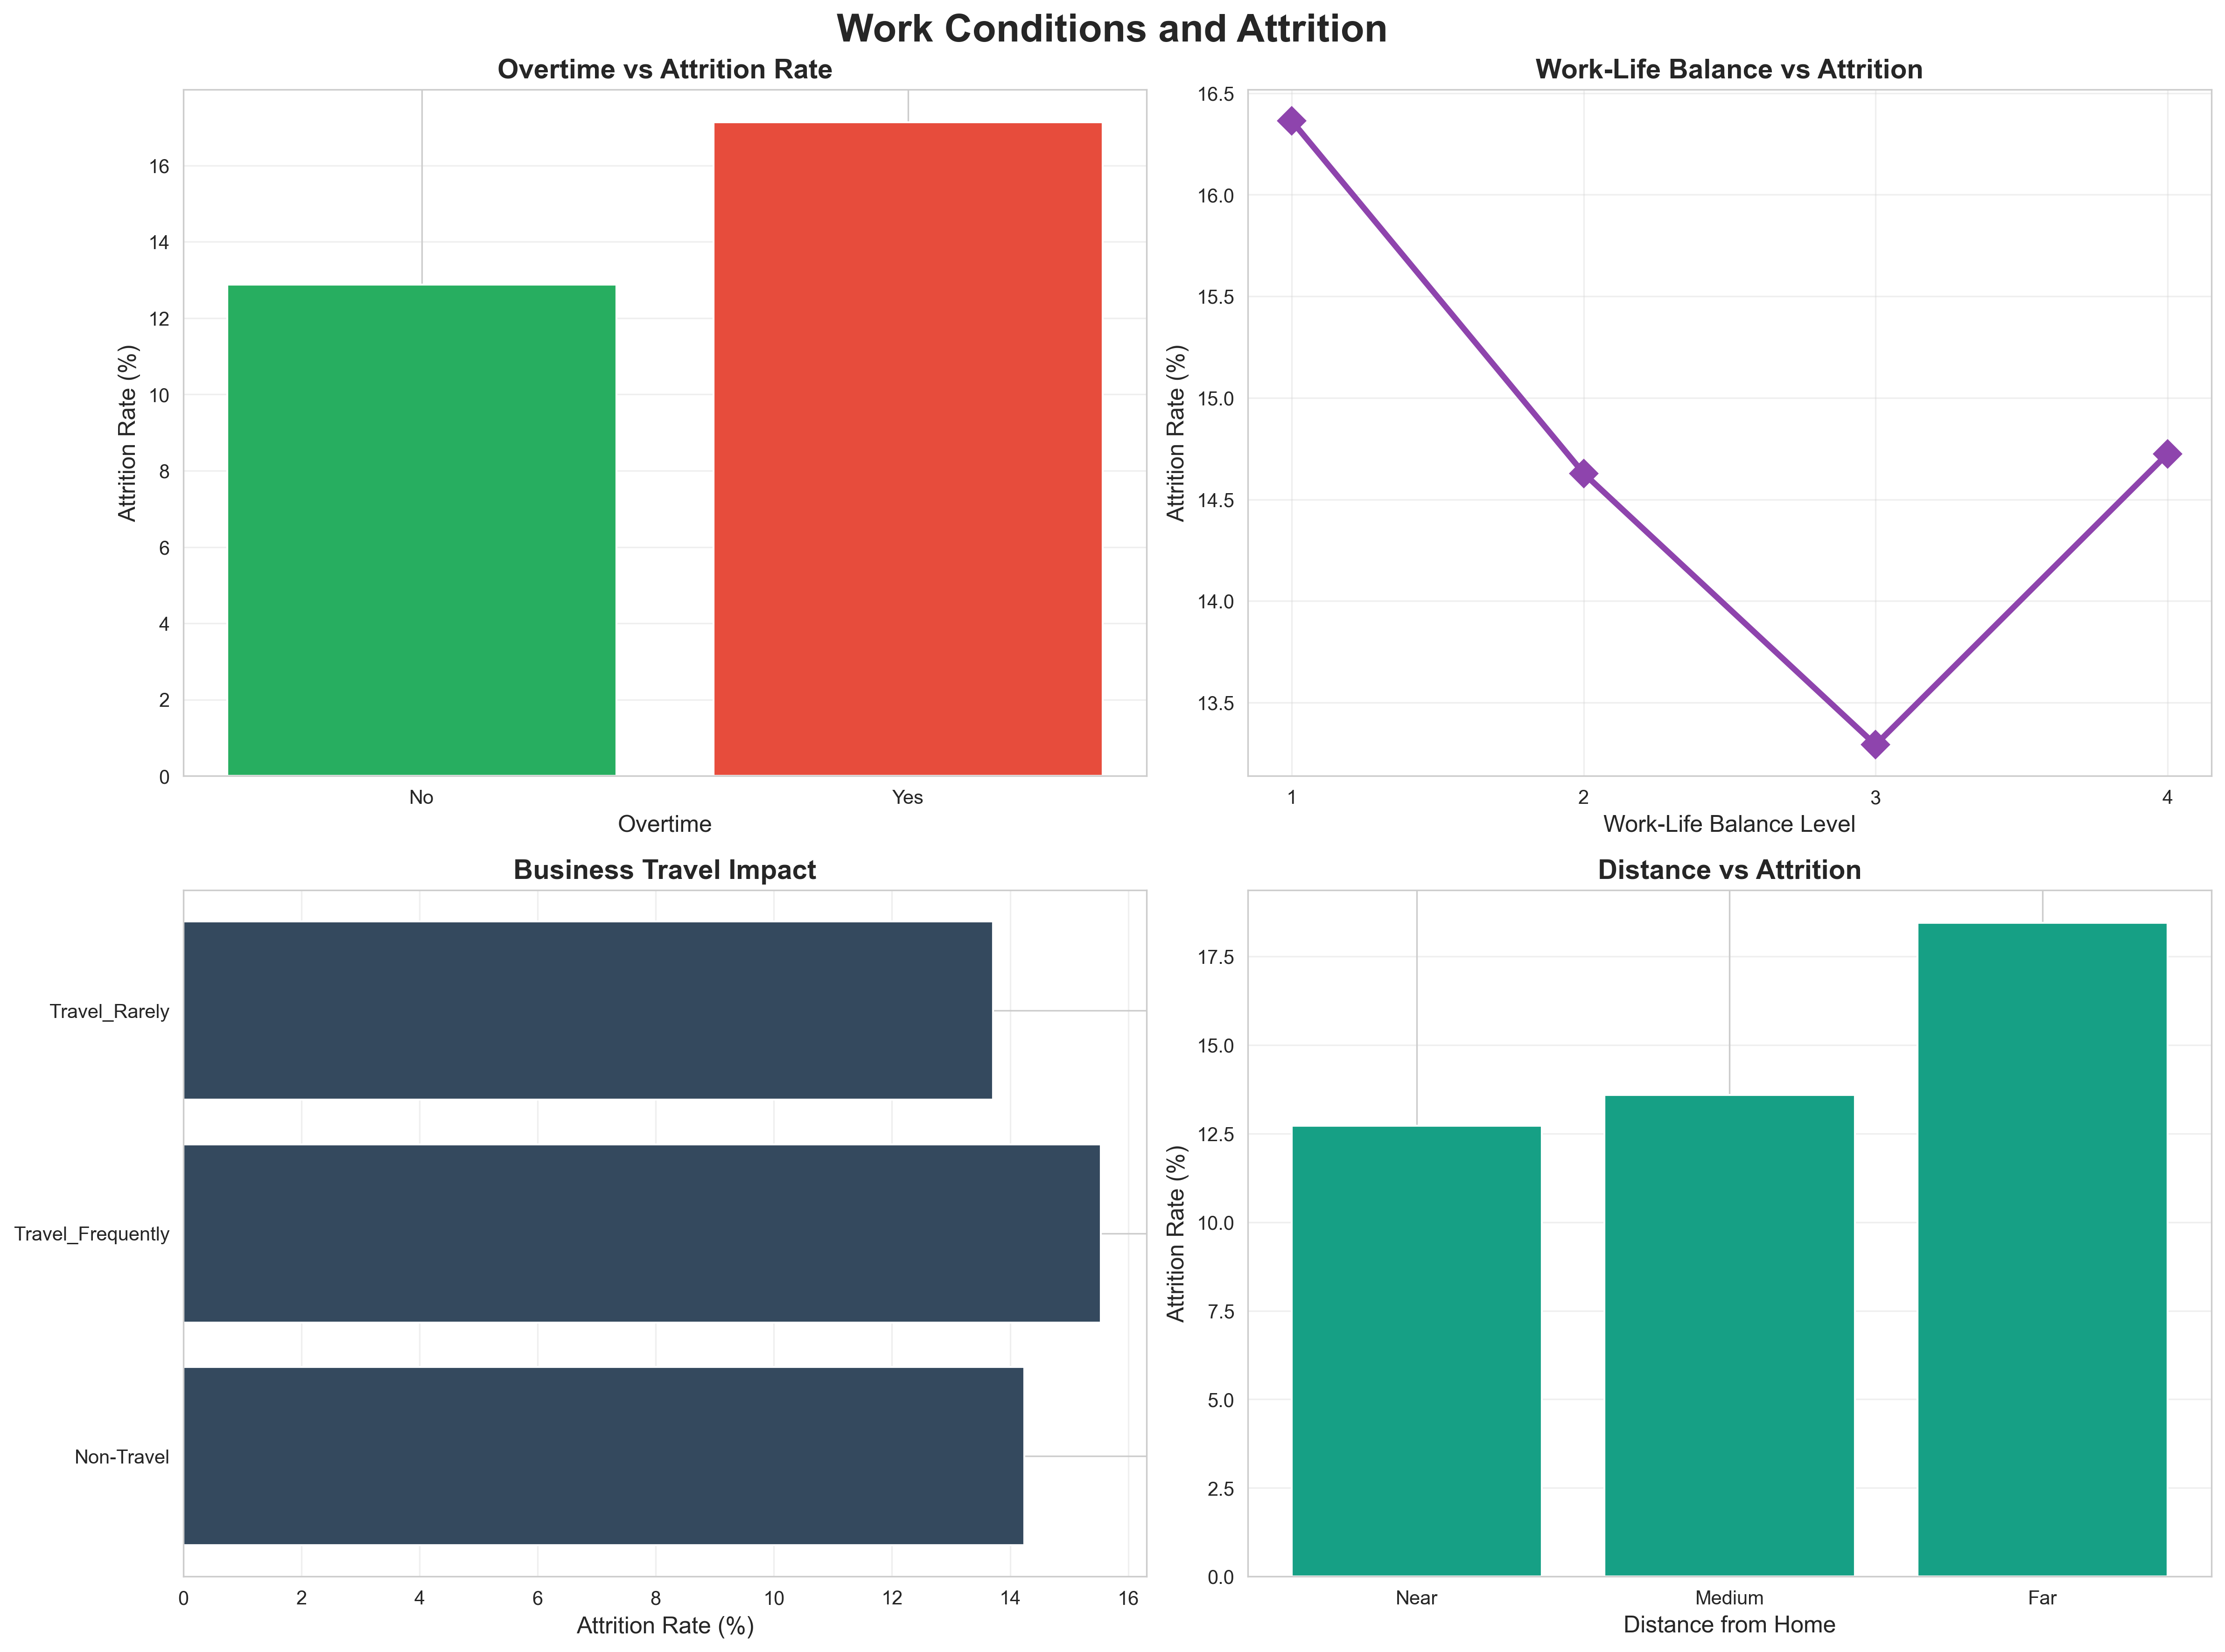 Work Conditions and Attrition
Overtime vs Attrition Rate
Attrition Rate (%)
16
14
12
10
8
6
4
2
0
No
Yes
Overtime
Work-Life Balance vs Attrition
Attrition Rate (%)
16.5
16.0
15.5
15.0
14.5
14.0
13.5
1
2
3
4
Work-Life Balance Level
Business Travel Impact
Travel_Rarely
Travel_Frequently
Non-Travel
0
2
4
6
8
10
12
14
16
Attrition Rate (%)
Distance vs Attrition
Attrition Rate (%)
17.5
15.0
12.5
10.0
7.5
5.0
2.5
0.0
Near
Medium
Far
Distance from Home